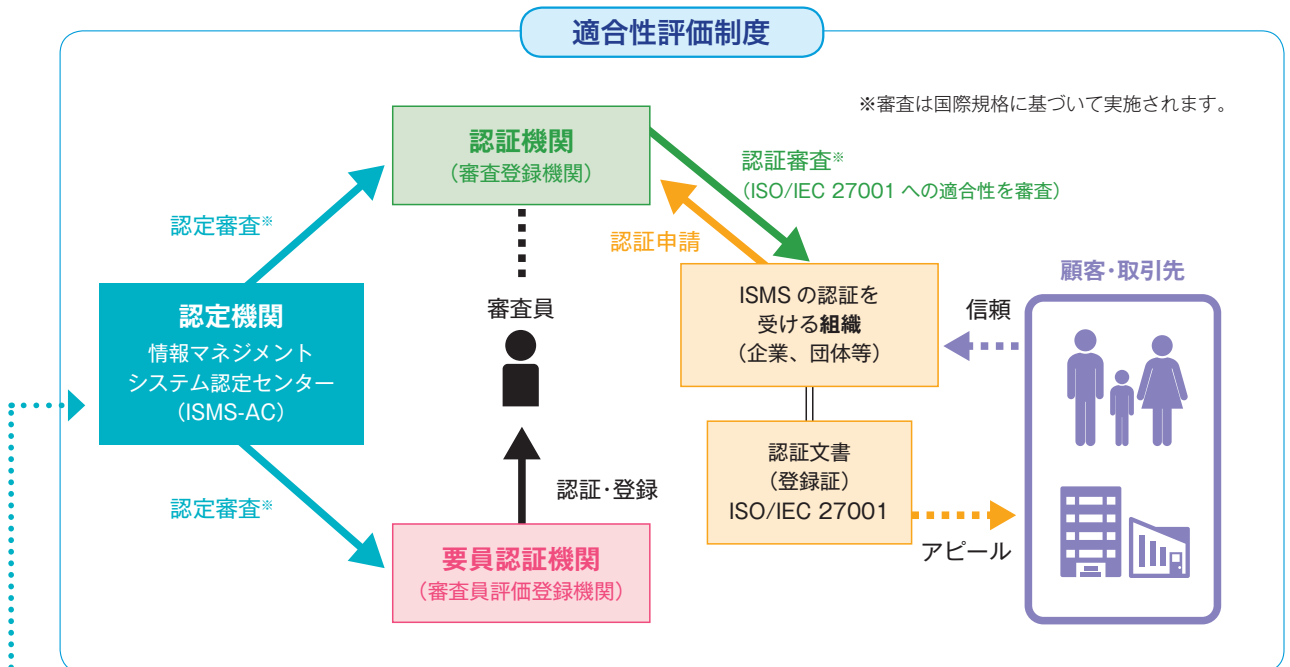 適合性評価制度
※審査は国際規格に基づいて実施されます。
認証機関
（審査登録機関）
認証審査※
（ISO/IEC 27001 への適合性を審査）
認定審査※
認証申請
認定機関
情報マネジメント
システム認定センター
（ISMS-AC）
審査員
ISMS の認証を
受ける組織
（企業、団体等）
顧客・取引先
信頼
認定審査※
認証・登録
認証文書
（登録証）
ISO/IEC 27001
アピール
要員認証機関
（審査員評価登録機関）